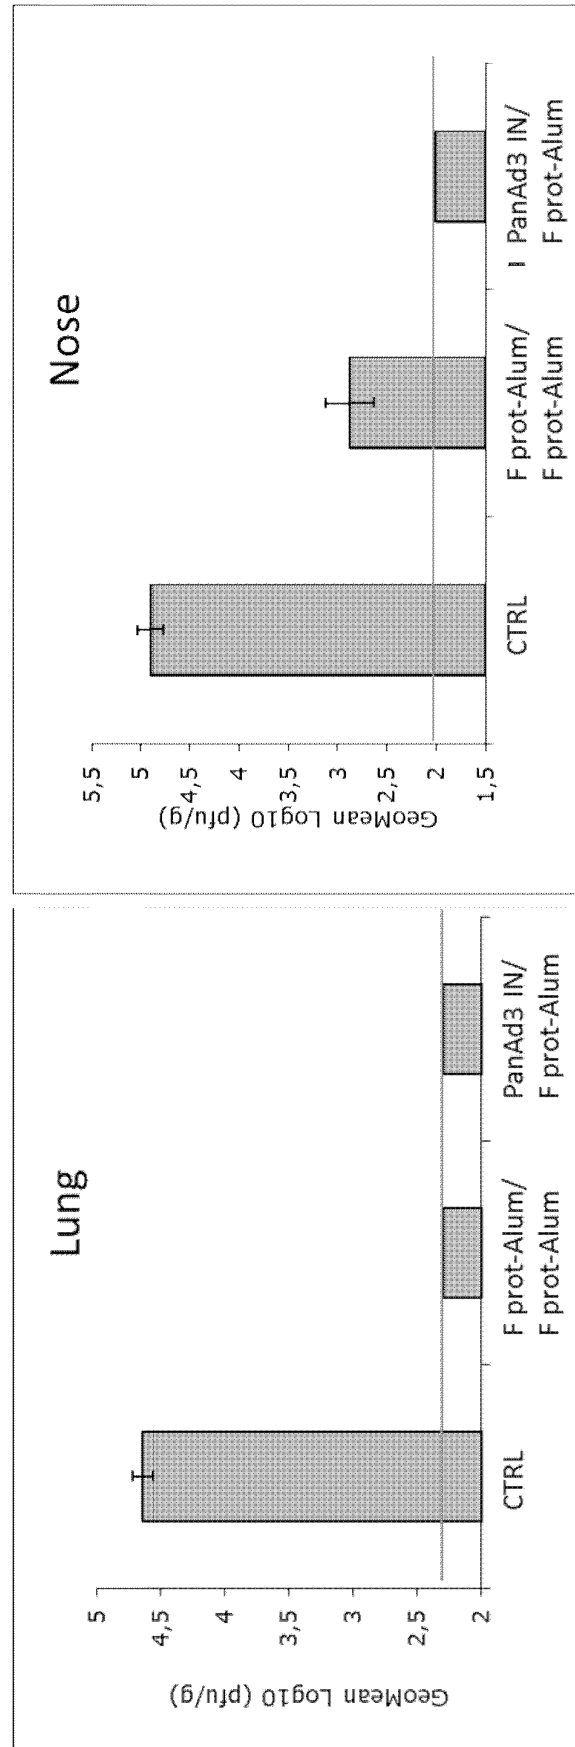 Lung
GeoMean Log10 (pfu/g)
5
4,5
4
3,5
3
2,5
2
CTRL
F prot-Alum/
F prot-Alum
PanAd3 IN/
F prot-Alum
Nose
GeoMean Log10 (pfu/g)
5,5
5
4,5
4
3,5
3
2,5
2
1,5
CTRL
F prot-Alum/
F prot-Alum
I PanAd3 IN/
F prot-Alum